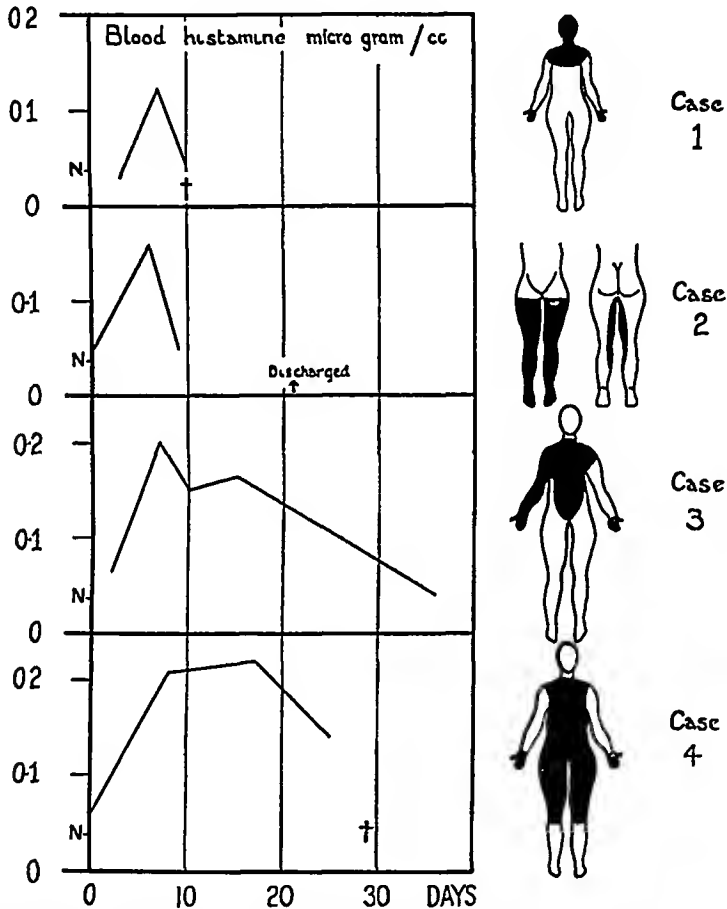 02
Blood histamine micro gram / cc
01
N
0
†
Case
1
0·1
N
0
Discharged
↑
Case
2
0·2
0·1
N
0
Case
3
0·2
0·1
N
0
†
Case
4
0 10 20 30 DAYS